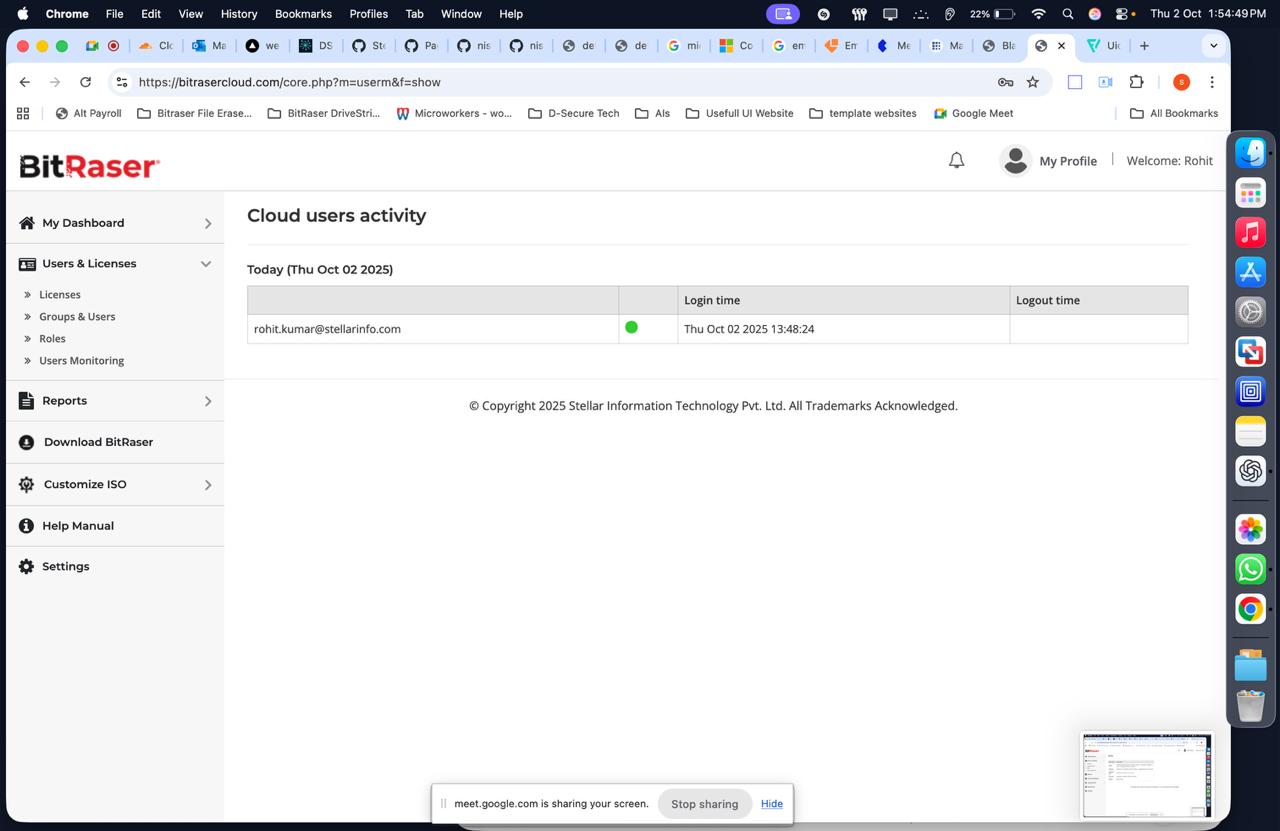 Chrome File Edit View History Bookmarks Profiles Tab Window Help 22% Thu 2 Oct 1:54:49 PM
Clc Ma we DS Ste Pa nis nis de de mi Co em Em Me Ma Bla Uic
https://bitrasercloud.com/core.php?m=userm&f=show s
Alt Payroll Bitraser File Erase... BitRaser DriveStri... Microworkers - wo... D-Secure Tech AIs Usefull UI Website template websites Google Meet All Bookmarks
BitRaser®
My Profile | Welcome: Rohit
My Dashboard
Users & Licenses
» Licenses
» Groups & Users
» Roles
» Users Monitoring
Reports
Download BitRaser
Customize ISO
Help Manual
Settings
Cloud users activity
Today (Thu Oct 02 2025)
Login time Logout time
rohit.kumar@stellarinfo.com Thu Oct 02 2025 13:48:24
© Copyright 2025 Stellar Information Technology Pvt. Ltd. All Trademarks Acknowledged.
meet.google.com is sharing your screen. Stop sharing Hide